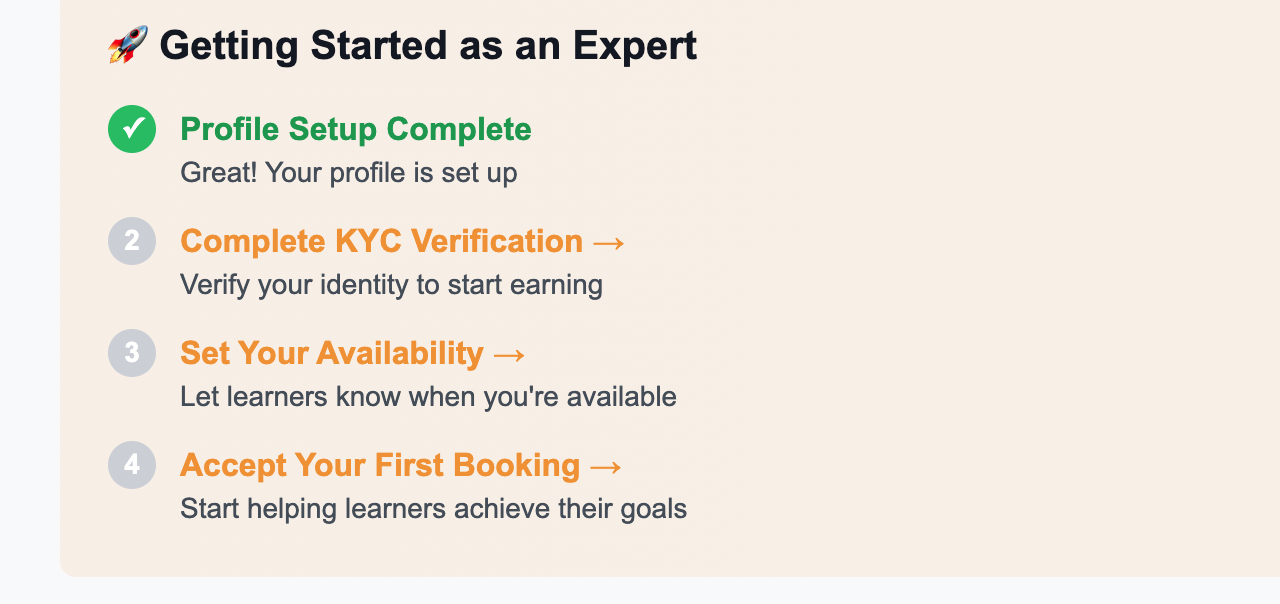 🚀 Getting Started as an Expert
✓ Profile Setup Complete
Great! Your profile is set up
2 Complete KYC Verification →
Verify your identity to start earning
3 Set Your Availability →
Let learners know when you're available
4 Accept Your First Booking →
Start helping learners achieve their goals